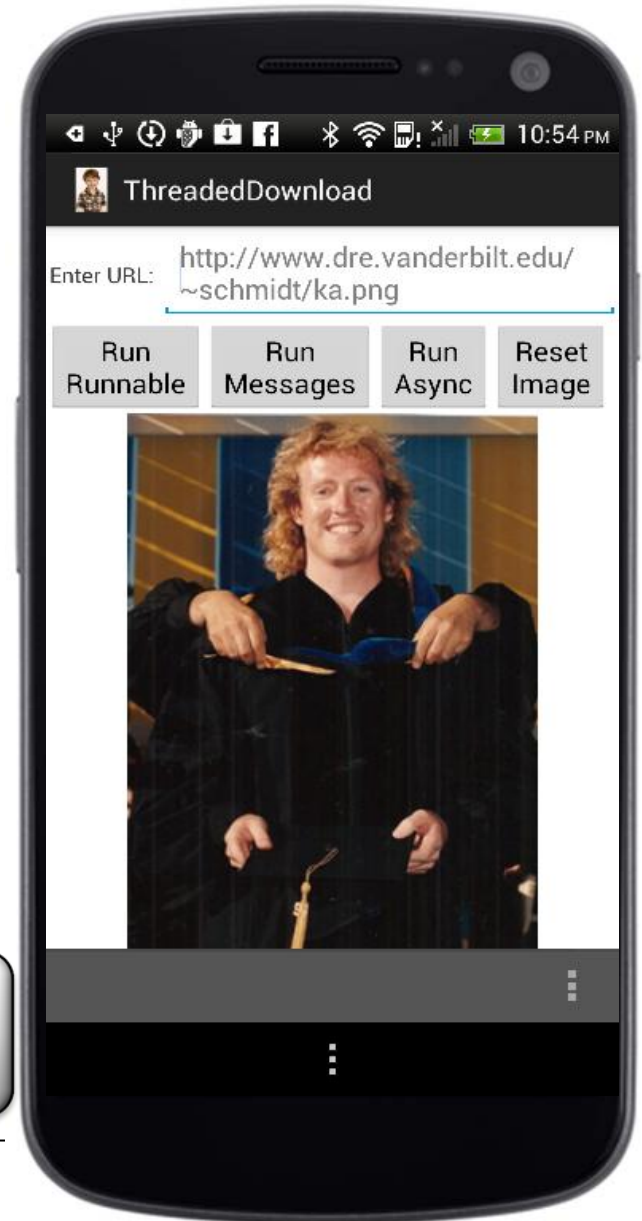 10:54 PM
ThreadedDownload
Enter URL:
http://www.dre.vanderbilt.edu/
~schmidt/ka.png
Run
Runnable
Run
Messages
Run
Async
Reset
Image